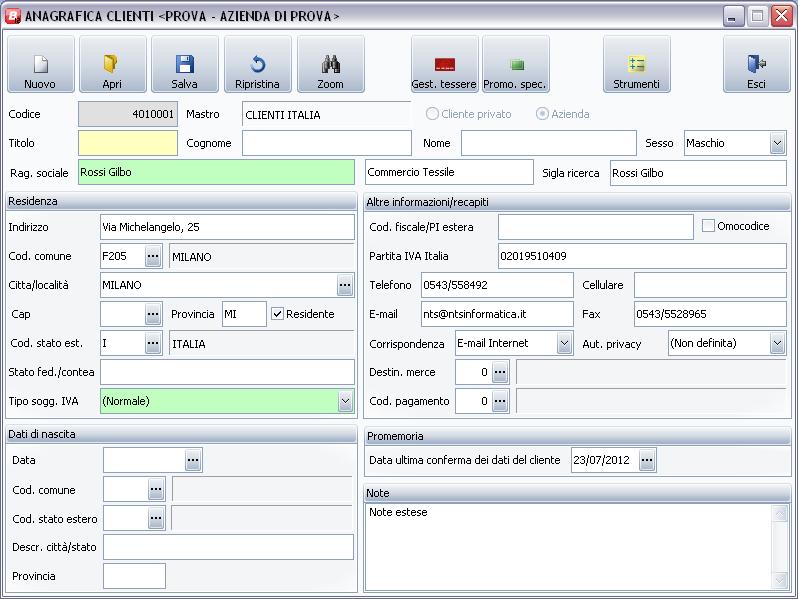 ANAGRAFICA CLIENTI <PROVA - AZIENDA DI PROVA>
Nuovo Apri Salva Ripristina Zoom Gest. tessere Promo. spec. Strumenti Esci
Codice 4010001 Mastro CLIENTI ITALIA Cliente privato Azienda
Titolo Cognome Nome Sesso Maschio
Rag. sociale Rossi Gilbo Commercio Tessile Sigla ricerca Rossi Gilbo
Residenza
Indirizzo Via Michelangelo, 25
Cod. comune F205 ... MILANO
Citta/località MILANO ...
Cap ... Provincia MI Residente
Cod. stato est. I ... ITALIA
Stato fed./contea
Tipo sogg. IVA (Normale)
Altre informazioni/recapiti
Cod. fiscale/PI estera Omocodice
Partita IVA Italia 02019510409
Telefono 0543/558492 Cellulare
E-mail nts@ntsinformatica.it Fax 0543/5528965
Corrispondenza E-mail Internet Aut. privacy (Non definita)
Destin. merce 0 ...
Cod. pagamento 0 ...
Dati di nascita
Data ...
Cod. comune ...
Cod. stato estero ...
Descr. città/stato
Provincia
Promemoria
Data ultima conferma dei dati del cliente 23/07/2012 ...
Note
Note estese